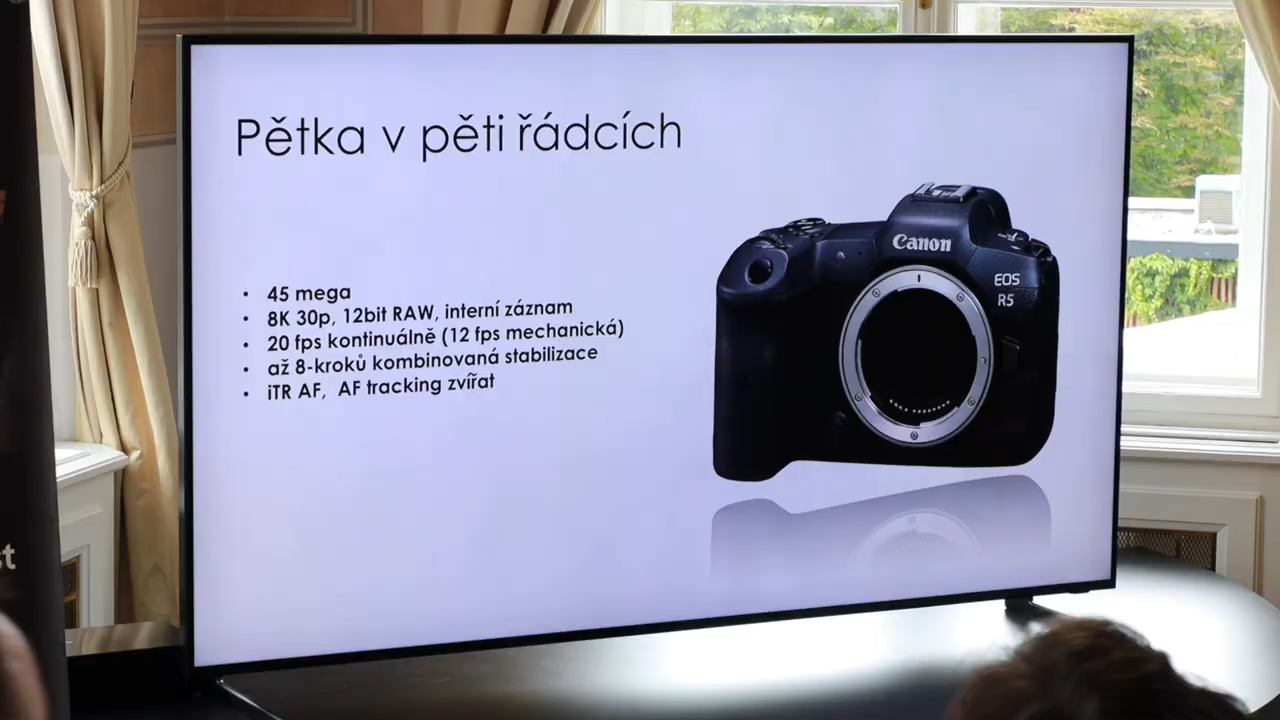 Pětka v pěti řádcích
• 45 mega
• 8K 30p, 12bit RAW, interní záznam
• 20 fps kontinuálně (12 fps mechanická)
• až 8-kroků kombinovaná stabilizace
• iTR AF, AF tracking zvířat
Canon
EOS
R5
st